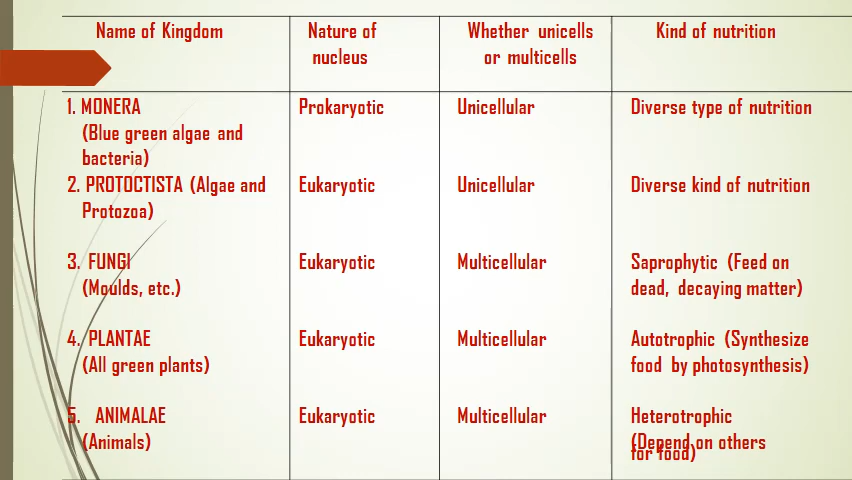 Name of Kingdom
Nature of
nucleus
Whether unicells
or multicells
Kind of nutrition
1. MONERA
(Blue green algae and
bacteria)
Prokaryotic
Unicellular
Diverse type of nutrition
2. PROTOCTISTA (Algae and
Protozoa)
Eukaryotic
Unicellular
Diverse kind of nutrition
3. FUNGI
(Moulds, etc.)
Eukaryotic
Multicellular
Saprophytic (Feed on
dead, decaying matter)
4. PLANTAE
(All green plants)
Eukaryotic
Multicellular
Autotrophic (Synthesize
food by photosynthesis)
5. ANIMALAE
(Animals)
Eukaryotic
Multicellular
Heterotrophic
(Depend on others
for food)